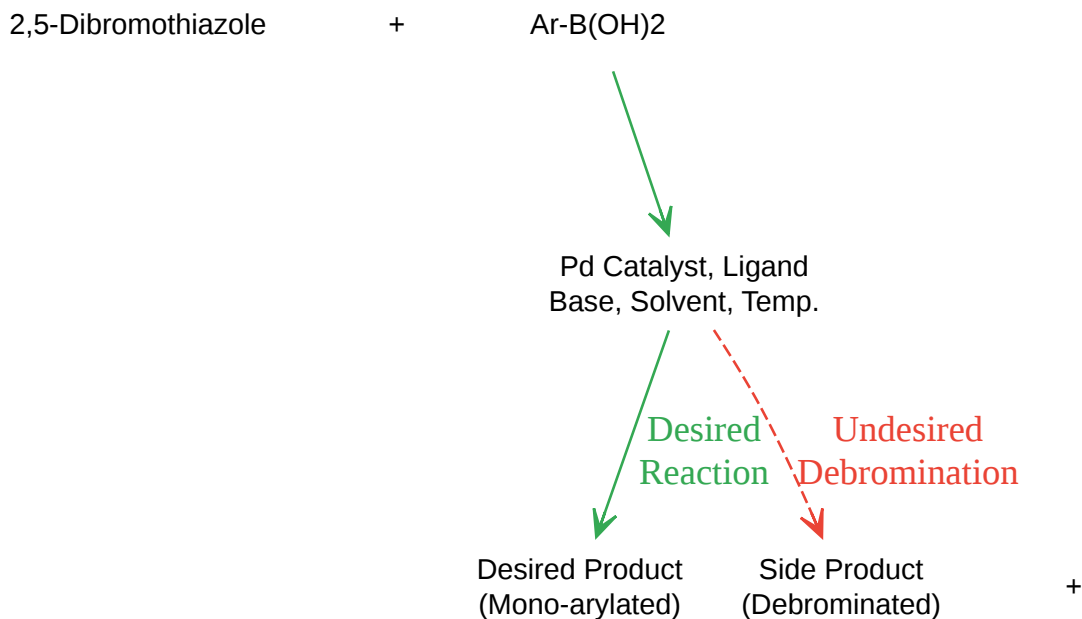 2,5-Dibromothiazole + Ar-B(OH)2
Pd Catalyst, Ligand
Base, Solvent, Temp.
Desired Undesired
Reaction Debromination
Desired Product Side Product +
(Mono-arylated) (Debrominated)